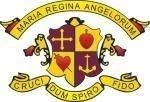 MARIA REGINA ANGELORUM
CRUCI DUM SPIRO FIDO